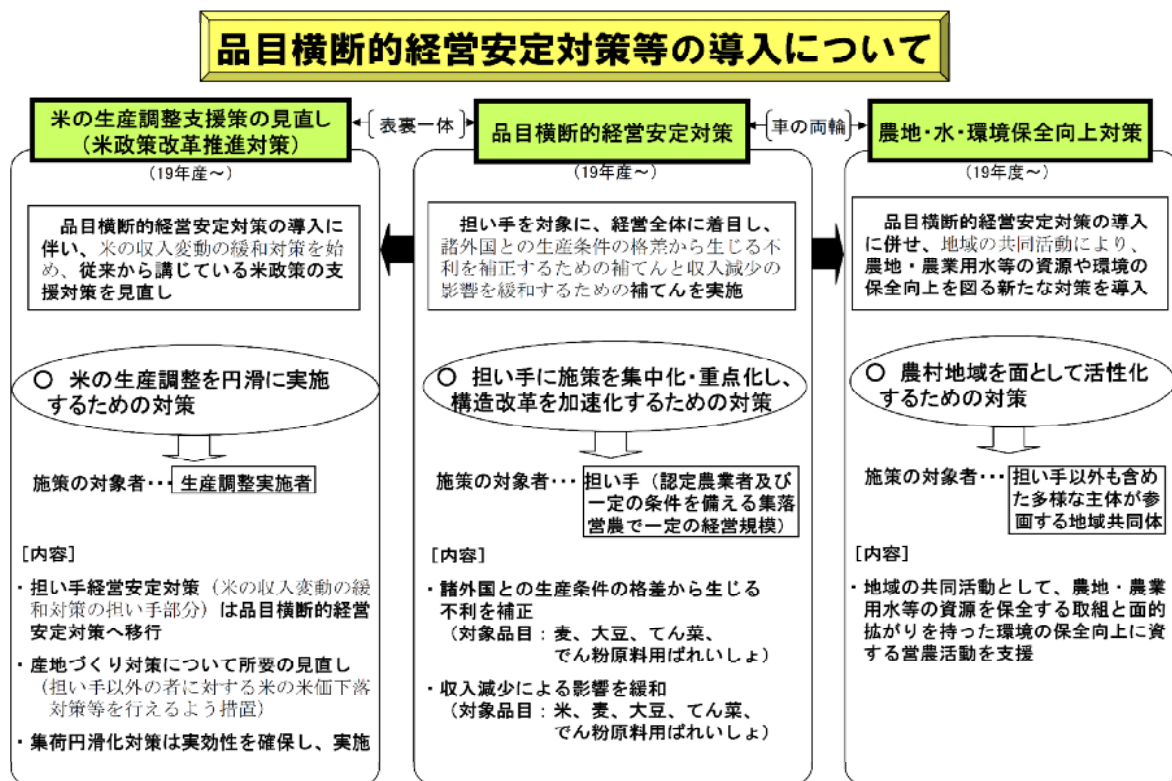 品目横断的経営安定対策等の導入について
米の生産調整支援策の見直し
(米政策改革推進対策)
表裏一体
品目横断的経営安定対策
車の両輪
農地・水・環境保全向上対策
(19年産~)
品目横断的経営安定対策の導入に
伴い、米の収入変動の緩和対策を始
め、従来から講じている米政策の支
援対策を見直し
○ 米の生産調整を円滑に実施
するための対策
施策の対象者・・・生産調整実施者
[内容]
・担い手経営安定対策(米の収入変動の緩
和対策の担い手部分)は品目横断的経営
安定対策へ移行
・産地づくり対策について所要の見直し
(担い手以外の者に対する米の米価下落
対策等を行えるよう措置)
・集荷円滑化対策は実効性を確保し、実施
(19年産~)
担い手を対象に、経営全体に着目し、
諸外国との生産条件の格差から生じる不
利を補正するための補てんと収入減少の
影響を緩和するための補てんを実施
○ 担い手に施策を集中化・重点化し、
構造改革を加速化するための対策
施策の対象者・・・担い手(認定農業者及び
一定の条件を備える集落
営農で一定の経営規模)
[内容]
・諸外国との生産条件の格差から生じる
不利を補正
(対象品目:麦、大豆、てん菜、
でん粉原料用ばれいしょ)
・収入減少による影響を緩和
(対象品目:米、麦、大豆、てん菜、
でん粉原料用ばれいしょ)
(19年度~)
品目横断的経営安定対策の導入
に併せ、地域の共同活動により、
農地・農業用水等の資源や環境の
保全向上を図る新たな対策を導入
○ 農村地域を面として活性化
するための対策
施策の対象者・・・担い手以外も含め
た多様な主体が参
画する地域共同体
[内容]
・地域の共同活動として、農地・農業
用水等の資源を保全する取組と面的
拡がりを持った環境の保全向上に資
する営農活動を支援